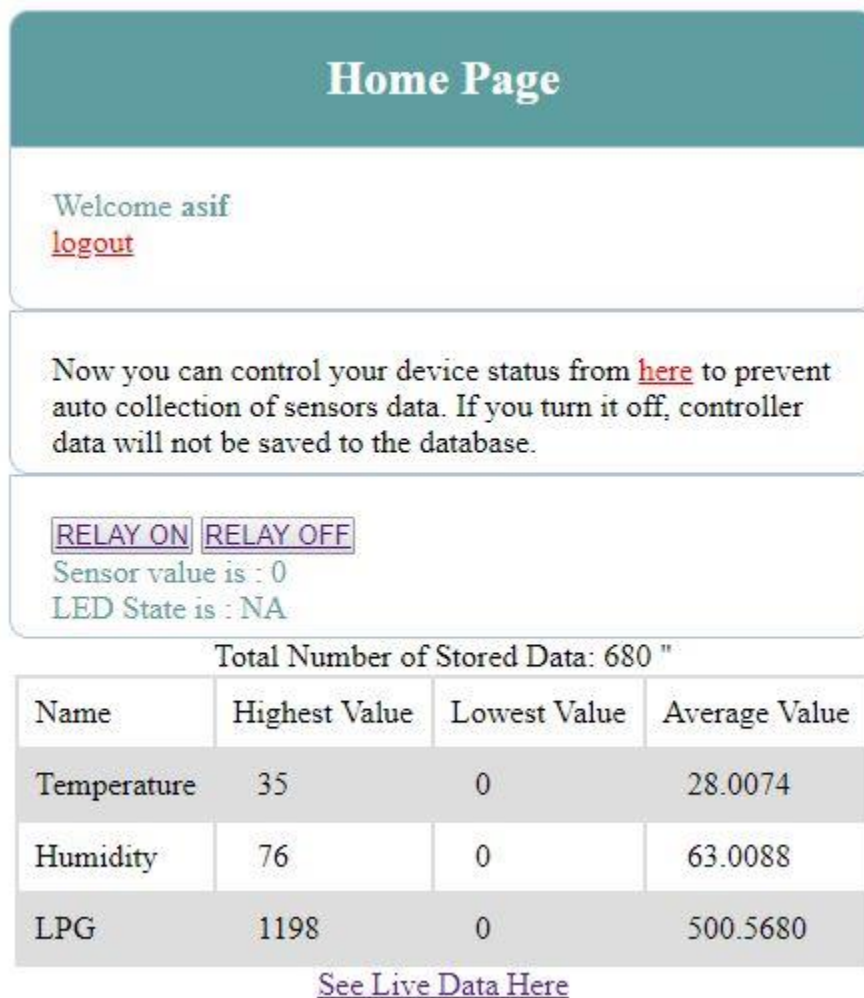 Home Page
Welcome asif
logout
Now you can control your device status from here to prevent
auto collection of sensors data. If you turn it off, controller
data will not be saved to the database.
RELAY ON RELAY OFF
Sensor value is : 0
LED State is : NA
Total Number of Stored Data: 680 "
Name Highest Value Lowest Value Average Value
Temperature 35 0 28.0074
Humidity 76 0 63.0088
LPG 1198 0 500.5680
See Live Data Here